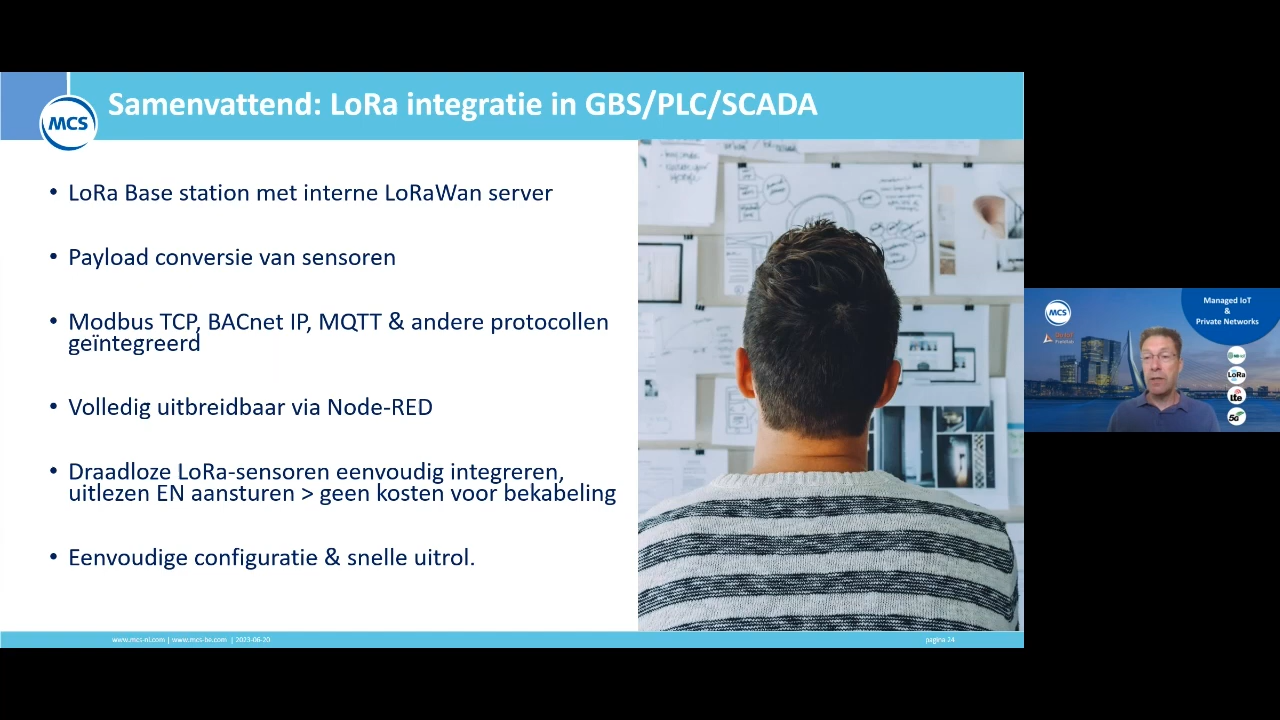 MCS
Samenvattend: LoRa integratie in GBS/PLC/SCADA
• LoRa Base station met interne LoRaWan server
• Payload conversie van sensoren
• Modbus TCP, BACnet IP, MQTT & andere protocollen
geïntegreerd
• Volledig uitbreidbaar via Node-RED
• Draadloze LoRa-sensoren eenvoudig integreren,
uitlezen EN aansturen > geen kosten voor bekabeling
• Eenvoudige configuratie & snelle uitrol.
www.mcs-nl.com | www.mcs-be.com | 2023-06-20
pagina 24
MCS
Managed IoT
&
Private Networks
LoRa
lte
5G